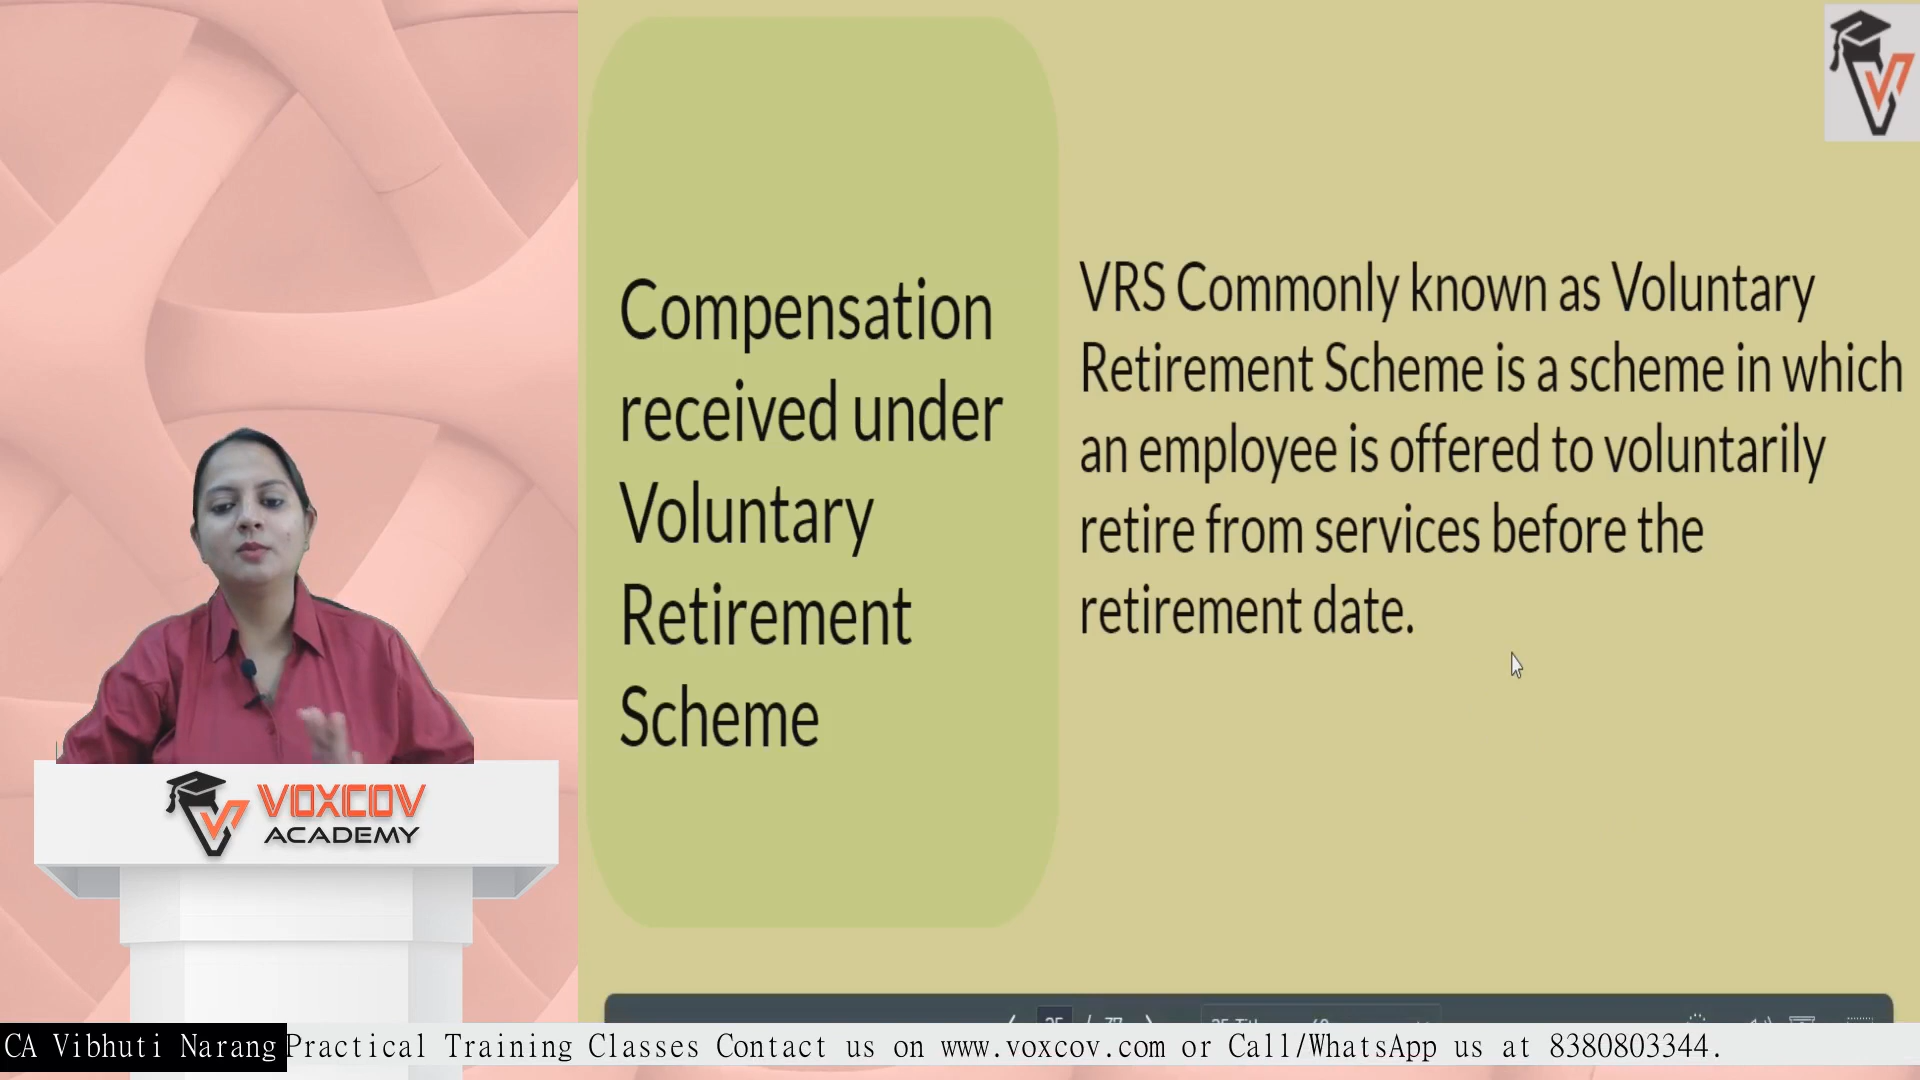 Compensation
received under
Voluntary
Retirement
Scheme
VRS Commonly known as Voluntary
Retirement Scheme is a scheme in which
an employee is offered to voluntarily
retire from services before the
retirement date.
VOXCOV
ACADEMY
CA Vibhuti Narang Practical Training Classes Contact us on www.voxcov.com or Call/WhatsApp us at 8380803344.